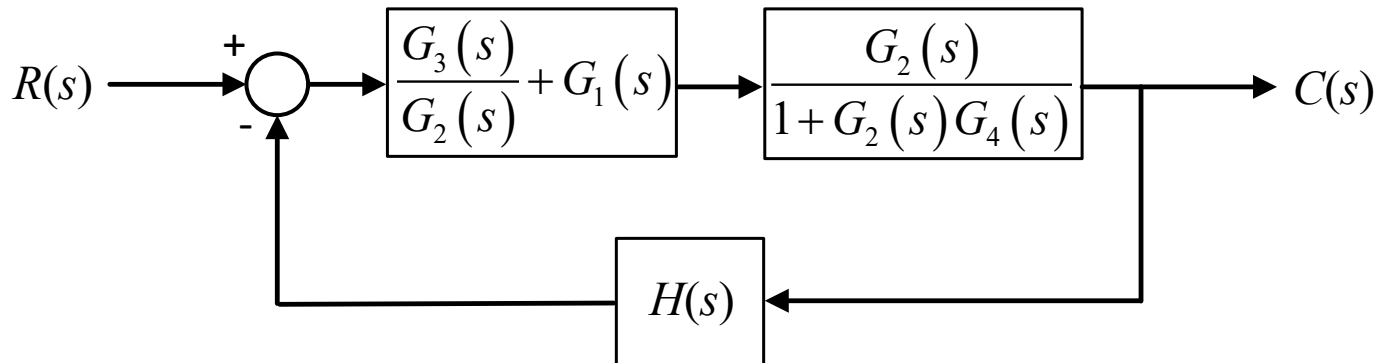 +
R(s)
-
G₃(s)
G₂(s)
+ G₁(s)
G₂(s)
1 + G₂(s)G₄(s)
C(s)
H(s)